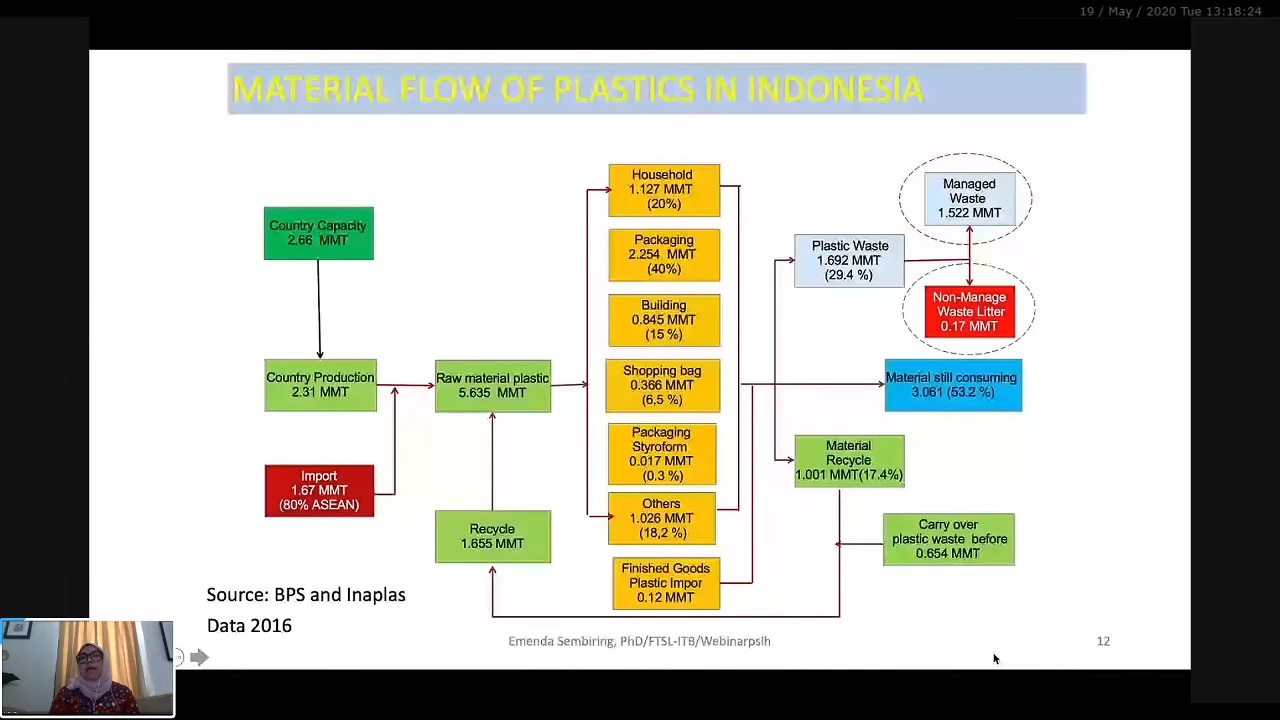 19 / May / 2020 Tue 13:18:24
MATERIAL FLOW OF PLASTICS IN INDONESIA
Country Capacity
2.66 MMT
Country Production
2.31 MMT
Import
1.67 MMT
(80% ASEAN)
Raw material plastic
5.635 MMT
Recycle
1.655 MMT
Household
1.127 MMT
(20%)
Packaging
2.254 MMT
(40%)
Building
0.845 MMT
(15 %)
Shopping bag
0.366 MMT
(6,5 %)
Packaging
Styroform
0.017 MMT
(0.3 %)
Others
1.026 MMT
(18,2 %)
Finished Goods
Plastic Impor
0.12 MMT
Plastic Waste
1.692 MMT
(29.4 %)
Managed
Waste
1.522 MMT
Non-Manage
Waste Litter
0.17 MMT
Material still consuming
3.061 (53.2 %)
Material
Recycle
1.001 MMT(17.4%)
Carry over
plastic waste before
0.654 MMT
Source: BPS and Inaplas
Data 2016
Emenda Sembiring, PhD/FTSL-ITB/Webinarpslh
12